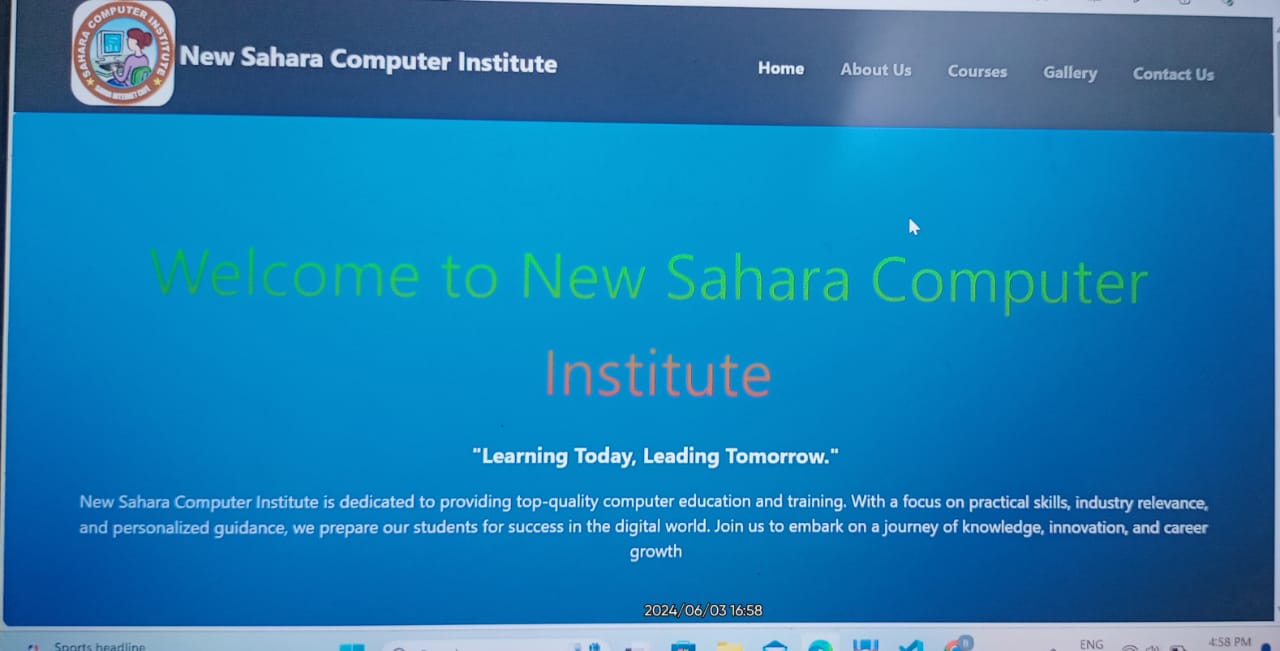 SAHARA COMPUTER INSTITUTE
New Sahara Computer Institute
Home About Us Courses Gallery Contact Us
Welcome to New Sahara Computer
Institute
"Learning Today, Leading Tomorrow."
New Sahara Computer Institute is dedicated to providing top-quality computer education and training. With a focus on practical skills, industry relevance,
and personalized guidance, we prepare our students for success in the digital world. Join us to embark on a journey of knowledge, innovation, and career
growth
2024/06/03 16:58
Sports headline
ENG
4:58 PM